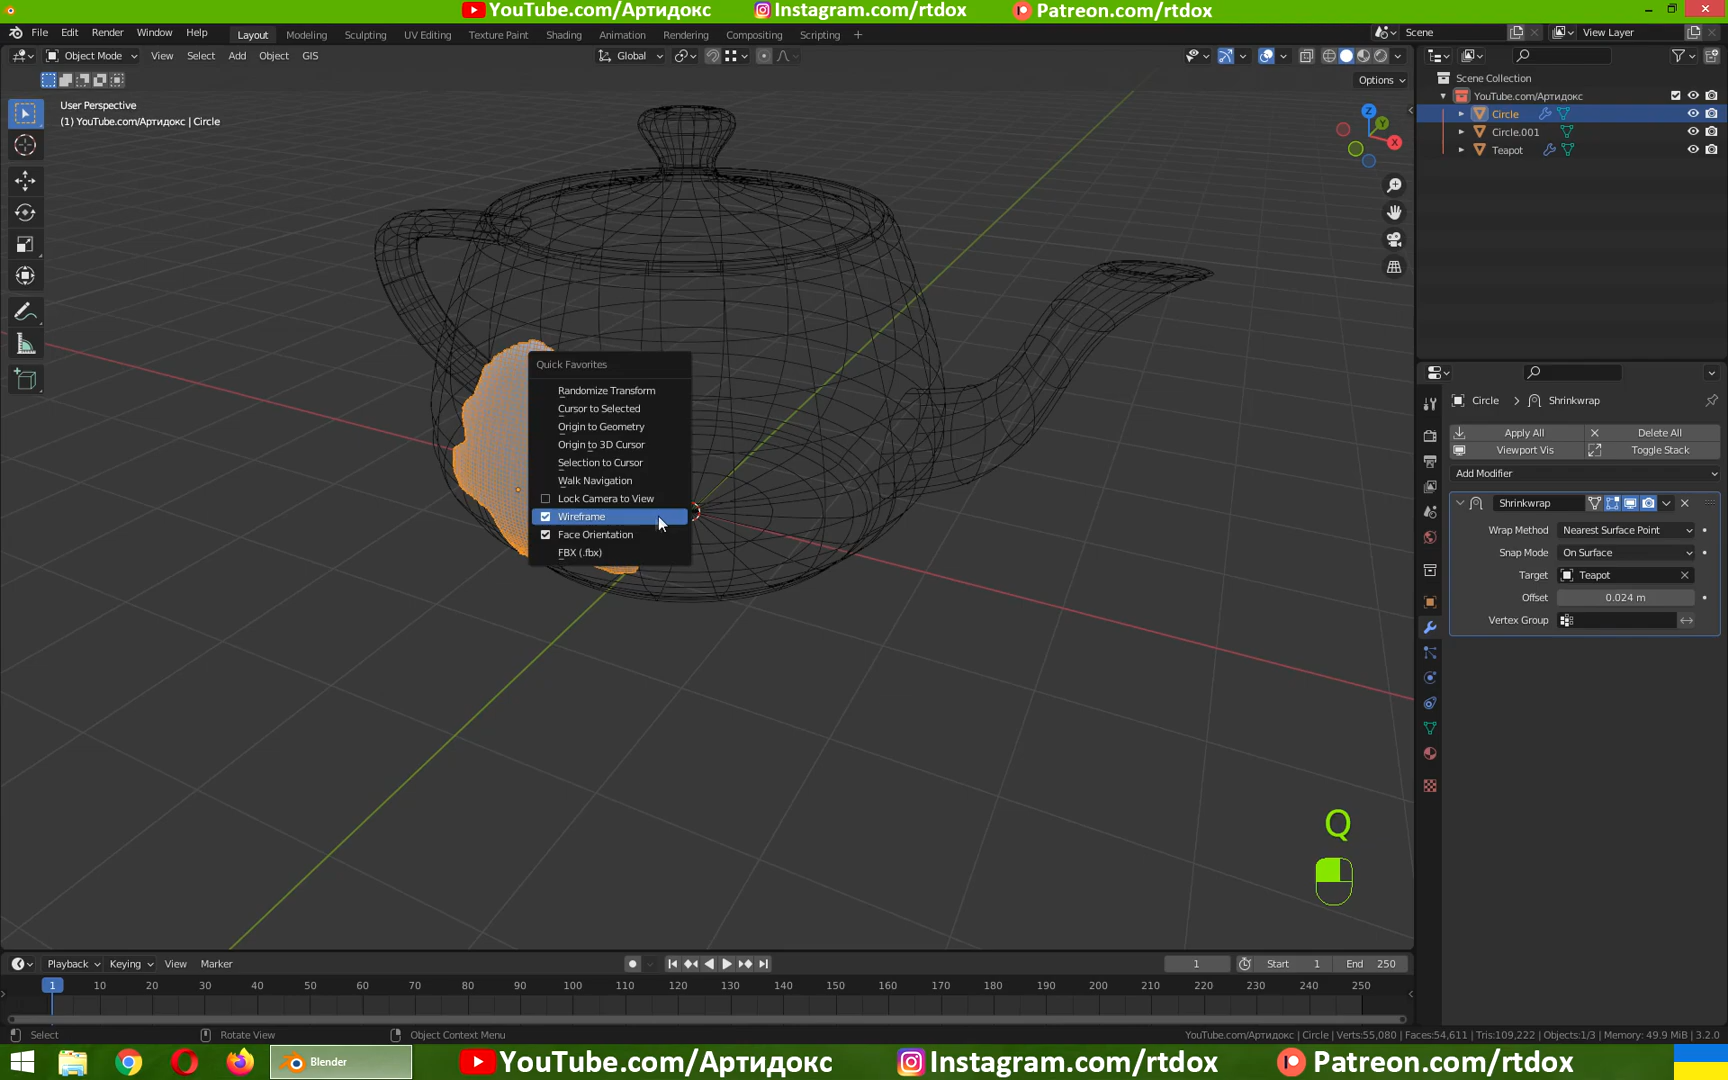 YouTube.com/Артидокс Instagram.com/rtdox Patreon.com/rtdox
File Edit Render Window Help Layout Modeling Sculpting UV Editing Texture Paint Shading Animation Rendering Compositing Scripting + Scene View Layer
Object Mode View Select Add Object GIS Global
Options
User Perspective
(1) YouTube.com/Артидокс | Circle
Z
Y
X
Scene Collection
YouTube.com/Артидокс
Circle
Circle.001
Teapot
Quick Favorites
Randomize Transform
Cursor to Selected
Origin to Geometry
Origin to 3D Cursor
Selection to Cursor
Walk Navigation
Lock Camera to View
Wireframe
Face Orientation
FBX (.fbx)
Circle > Shrinkwrap
Apply All Delete All
Viewport Vis Toggle Stack
Add Modifier
Shrinkwrap
Wrap Method Nearest Surface Point
Snap Mode On Surface
Target Teapot
Offset 0.024 m
Vertex Group
Q
Playback Keying View Marker 1 Start 1 End 250
1 10 20 30 40 50 60 70 80 90 100 110 120 130 140 150 160 170 180 190 200 210 220 230 240 250
Select Rotate View Object Context Menu YouTube.com/Артидокс | Circle | Verts:55,080 | Faces:54,611 | Tris:109,222 | Objects:1/3 | Memory: 49.9 MiB | 3.2.0
Blender YouTube.com/Артидокс Instagram.com/rtdox Patreon.com/rtdox